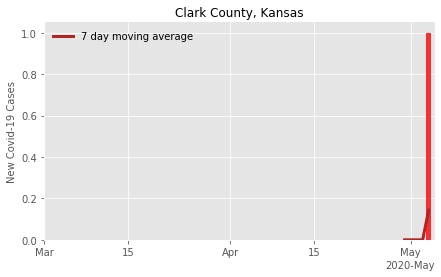 Clark County, Kansas
7 day moving average
New Covid-19 Cases
1.0
0.8
0.6
0.4
0.2
0.0
Mar 15 Apr 15 May
2020-May